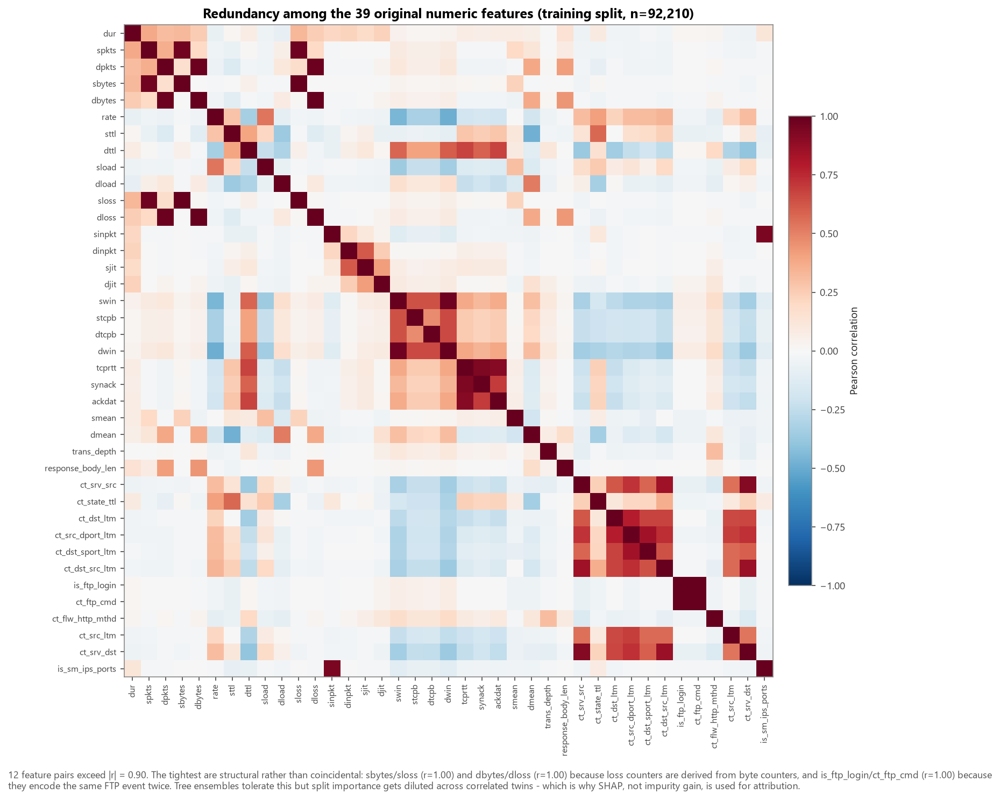 Redundancy among the 39 original numeric features (training split, n=92,210)
dur
spkts
dpkts
sbytes
dbytes
rate
sttl
dttl
sload
dload
sloss
dloss
sinpkt
dinpkt
sjit
djit
swin
stcpb
dtcpb
dwin
tcprtt
synack
ackdat
smean
dmean
trans_depth
response_body_len
ct_srv_src
ct_state_ttl
ct_dst_ltm
ct_src_dport_ltm
ct_dst_sport_ltm
ct_dst_src_ltm
is_ftp_login
ct_ftp_cmd
ct_flw_http_mthd
ct_src_ltm
ct_srv_dst
is_sm_ips_ports
dur
spkts
dpkts
sbytes
dbytes
rate
sttl
dttl
sload
dload
sloss
dloss
sinpkt
dinpkt
sjit
djit
swin
stcpb
dtcpb
dwin
tcprtt
synack
ackdat
smean
dmean
trans_depth
response_body_len
ct_srv_src
ct_state_ttl
ct_dst_ltm
ct_src_dport_ltm
ct_dst_sport_ltm
ct_dst_src_ltm
is_ftp_login
ct_ftp_cmd
ct_flw_http_mthd
ct_src_ltm
ct_srv_dst
is_sm_ips_ports
1.00
0.75
0.50
0.25
0.00
−0.25
−0.50
−0.75
−1.00
Pearson correlation
12 feature pairs exceed |r| = 0.90. The tightest are structural rather than coincidental: sbytes/sloss (r=1.00) and dbytes/dloss (r=1.00) because loss counters are derived from byte counters, and is_ftp_login/ct_ftp_cmd (r=1.00) because
they encode the same FTP event twice. Tree ensembles tolerate this but split importance gets diluted across correlated twins - which is why SHAP, not impurity gain, is used for attribution.